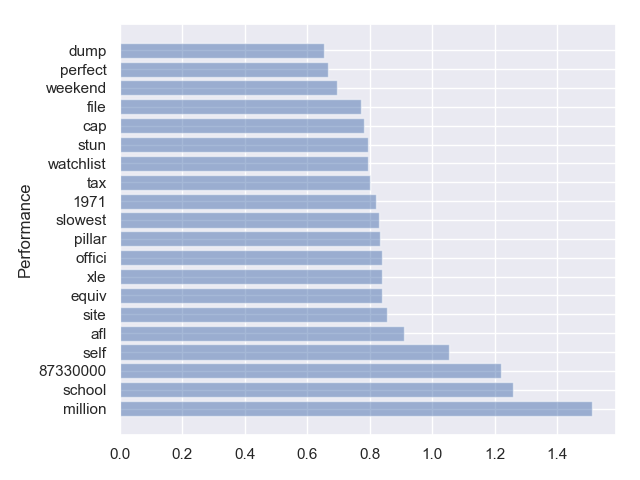 dump
perfect
weekend
file
cap
stun
watchlist
tax
1971
slowest
pillar
offici
xle
equiv
site
afl
self
87330000
school
million
Performance
0.0 0.2 0.4 0.6 0.8 1.0 1.2 1.4